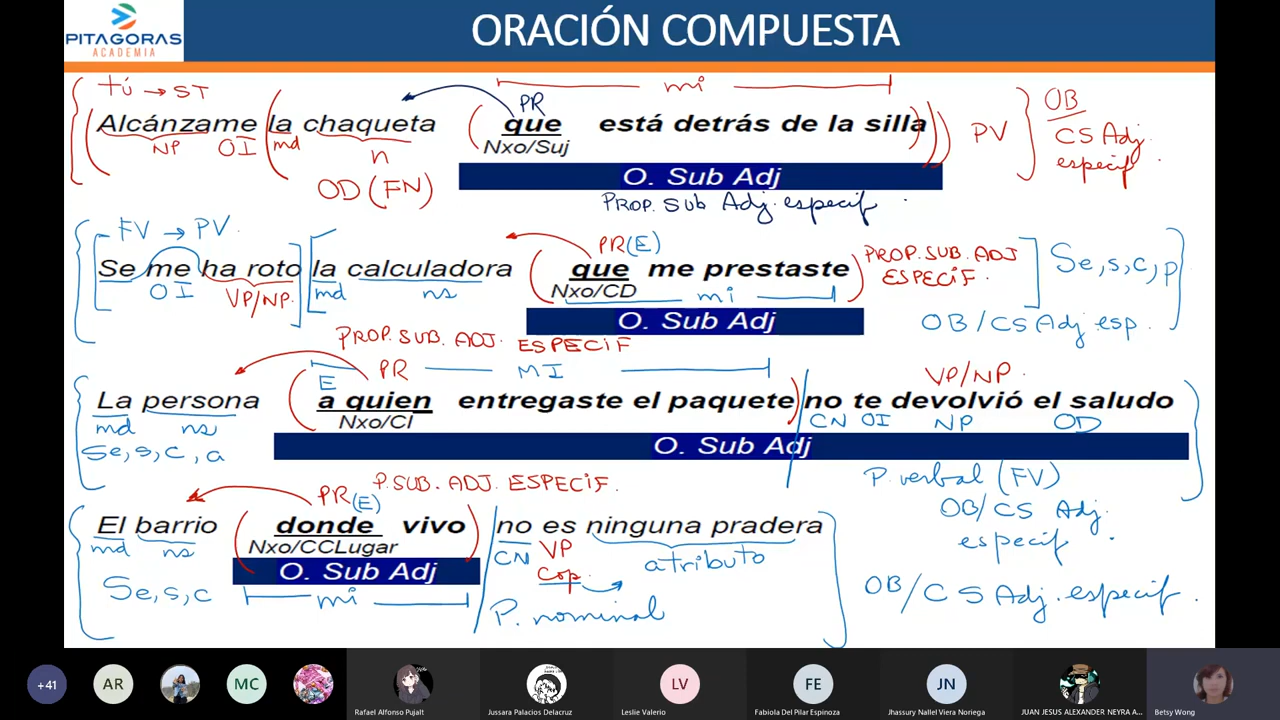 PITAGORAS
ACADEMIA
ORACIÓN COMPUESTA
tú → ST
mi
PR
OB
Alcánzame la chaqueta que está detrás de la silla
PV
CS Adj.
especif
NP OI md n
Nxo/Suj
OD (FN)
O. Sub Adj
PROP. SUB Adj. especif
FV → PV
PR(E)
Se me ha roto la calculadora que me prestaste
PROP. SUB. ADJ
ESPECIF.
Se, s, c, p
OI VP/NP. md ns
Nxo/CD
mi
O. Sub Adj
OB/CS Adj esp.
PROP. SUB. ADJ. ESPECIF
E PR MI
VP/NP.
La persona a quien entregaste el paquete no te devolvió el saludo
md ns
Nxo/CI
CN OI NP OD
Se, s, c, a
O. Sub Adj
P. verbal (FV)
P. SUB. ADJ. ESPECIF.
PR(E)
OB/CS Adj.
especif.
El barrio donde vivo no es ninguna pradera
md ns
Nxo/CCLugar
CN VP
Cop.
atributo
O. Sub Adj
Se, s, c
mi
P. nominal
OB/CS Adj. especif.
+41
AR
MC
LV
FE
JN
Rafael Alfonso Pujalt
Jussara Palacios Delacruz
Leslie Valerio
Fabiola Del Pilar Espinoza
Jhassury Nallel Viera Noriega
JUAN JESUS ALEXANDER NEYRA A...
Betsy Wong